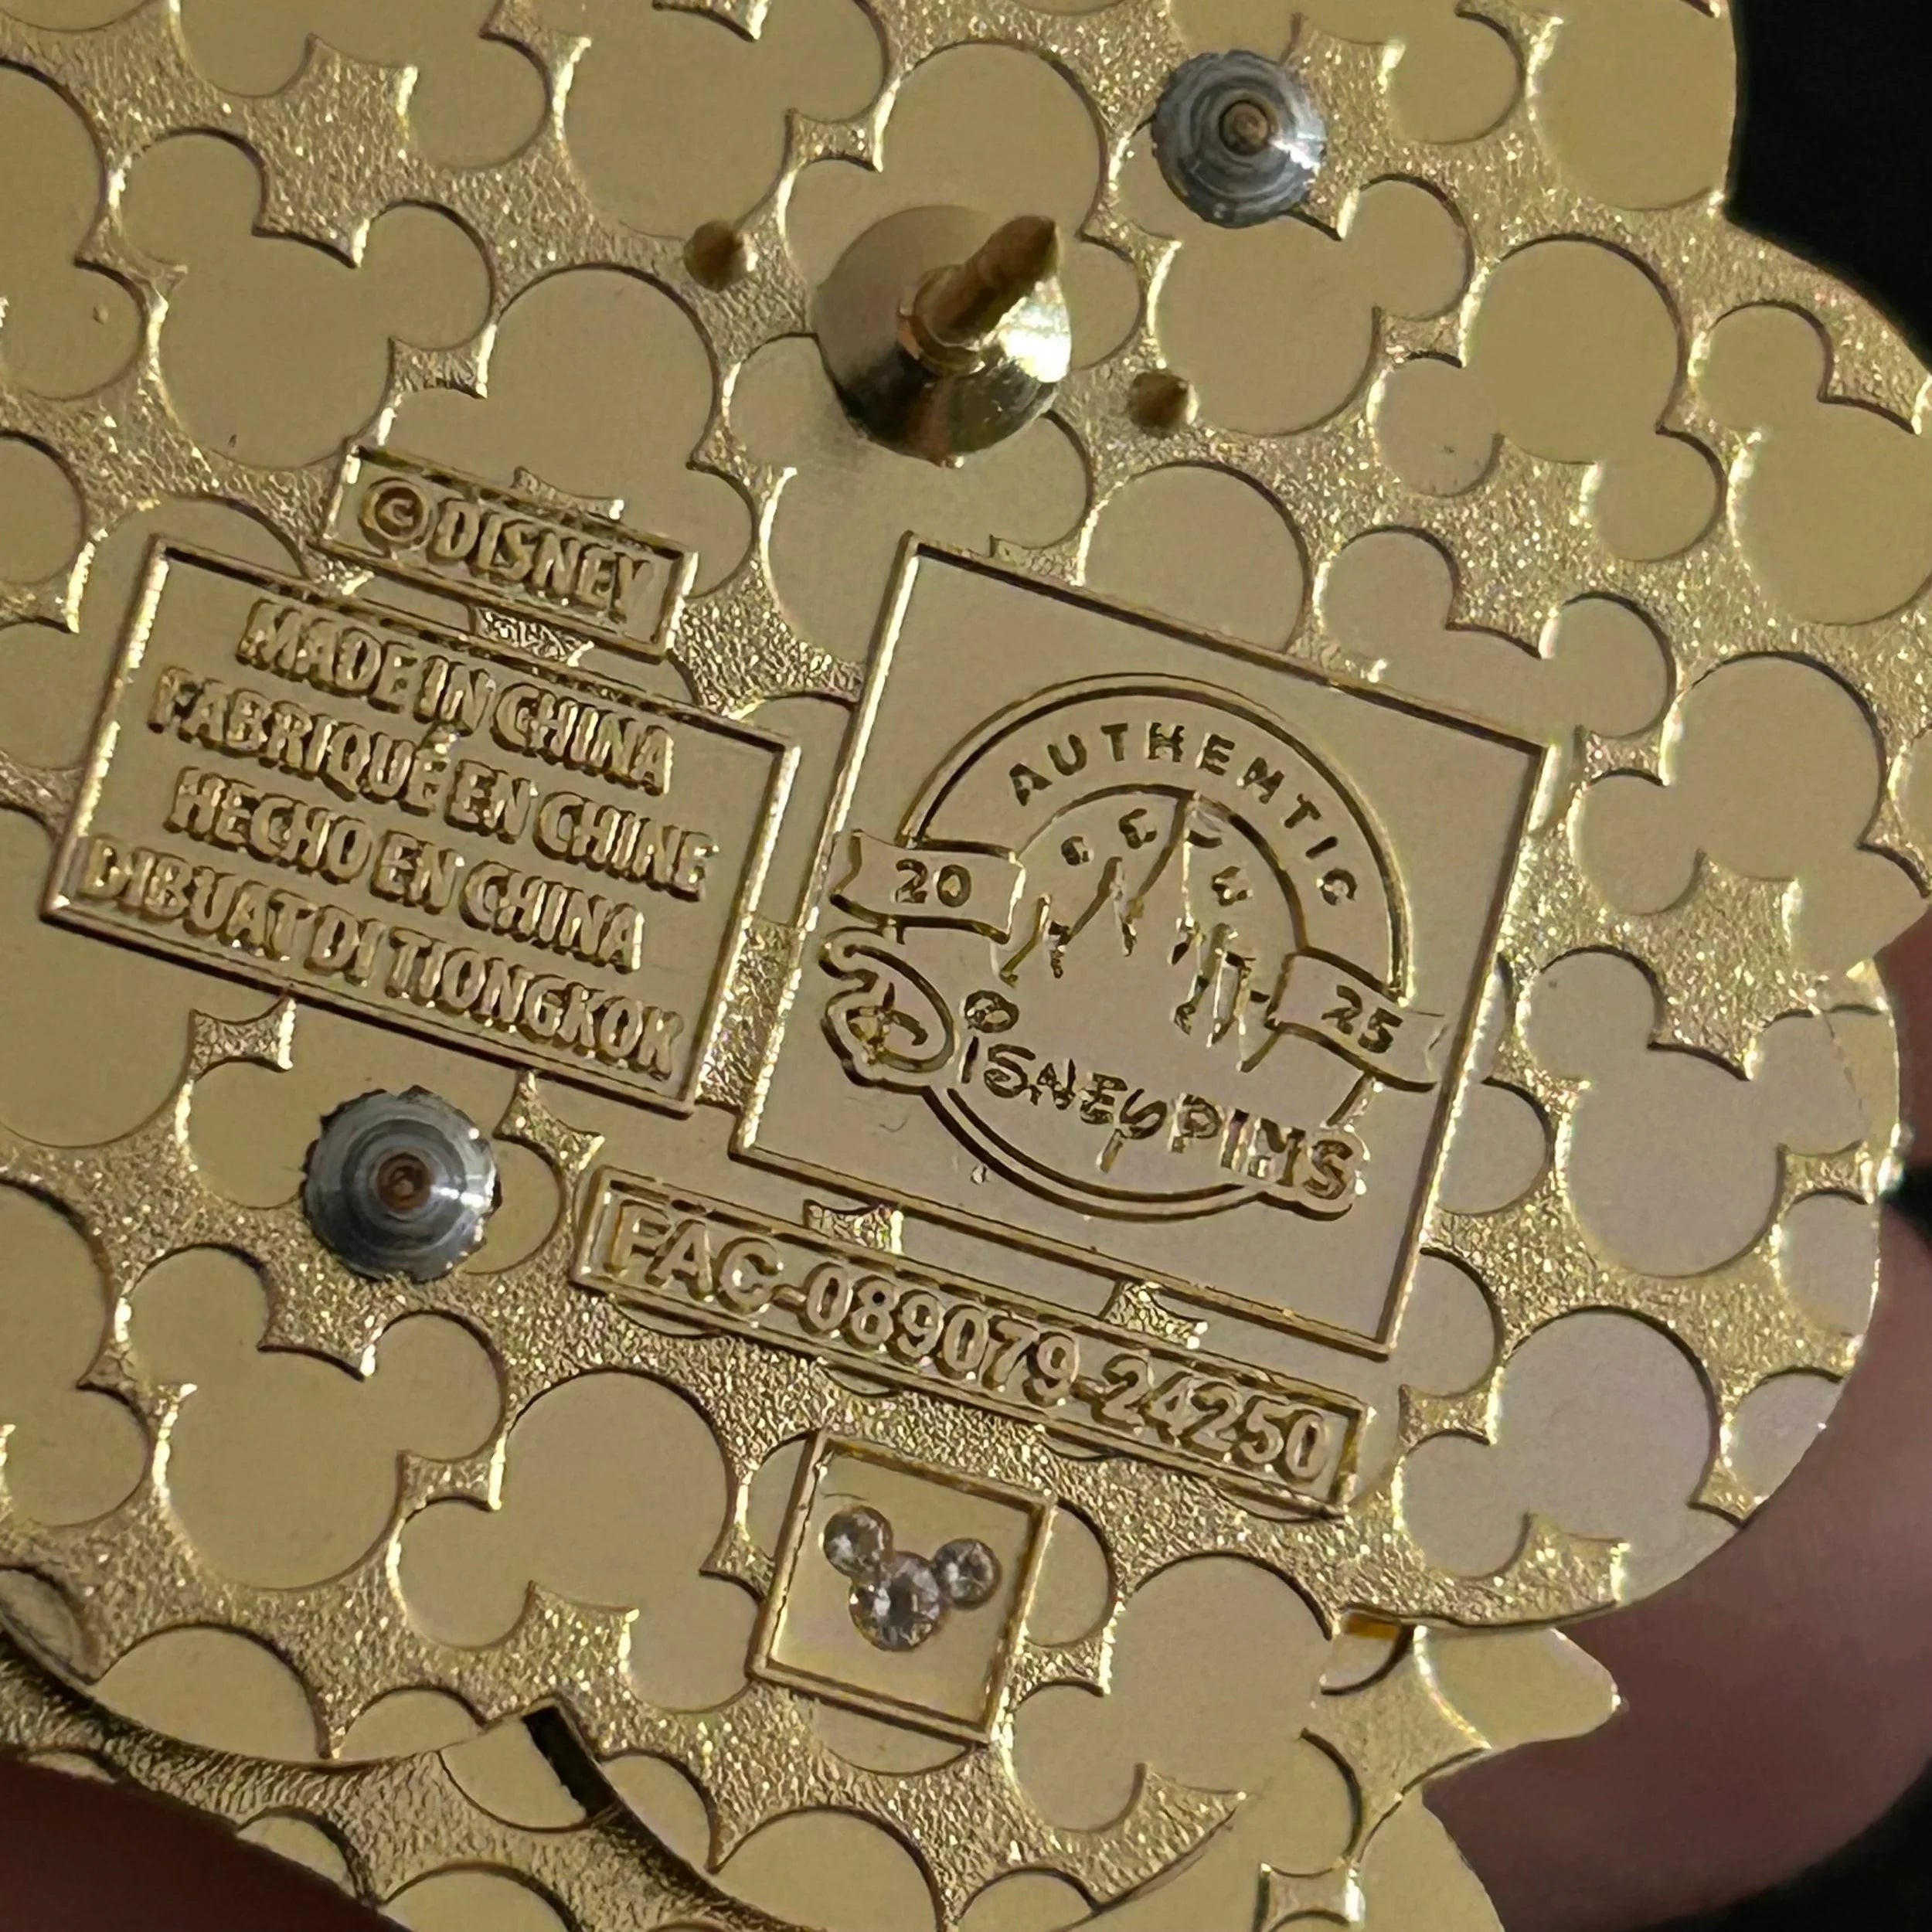 ©DISNEY
MADE IN CHINA
FABRIQUÉ EN CHINE
HECHO EN CHINA
DIBUAT DI TIONGKOK
AUTHENTIC
20
25
DISNEY PINS
FAC-089079-24250